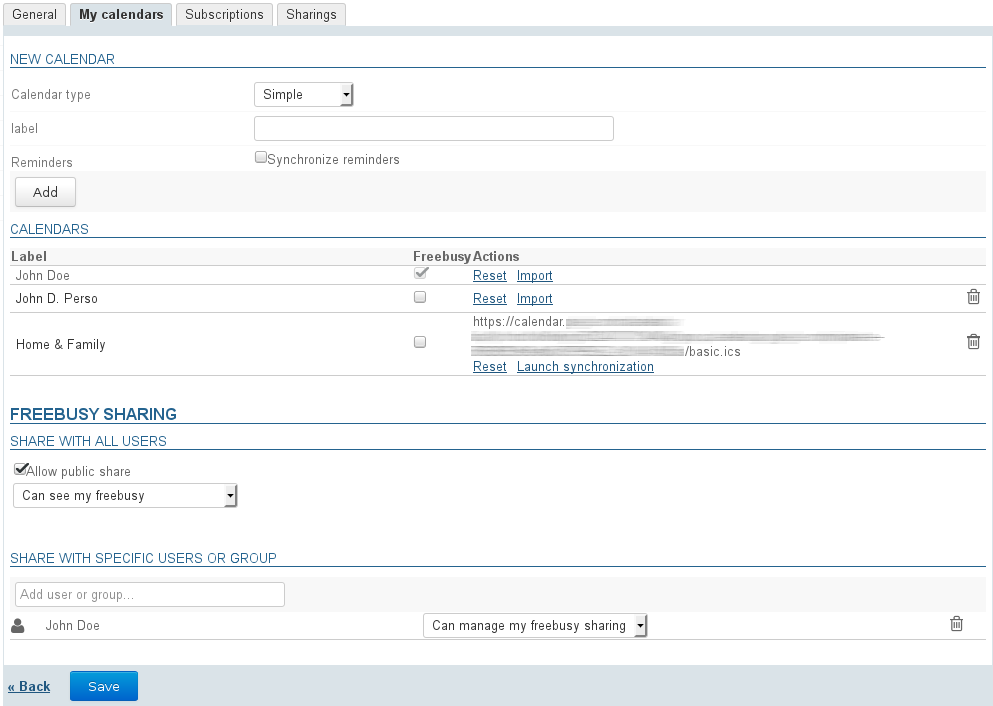 General My calendars Subscriptions Sharings
NEW CALENDAR
Calendar type Simple
label
Reminders Synchronize reminders
Add
CALENDARS
Label Freebusy Actions
John Doe Reset Import
John D. Perso Reset Import
https://calendar.
Home & Family
/basic.ics
Reset Launch synchronization
FREEBUSY SHARING
SHARE WITH ALL USERS
Allow public share
Can see my freebusy
SHARE WITH SPECIFIC USERS OR GROUP
Add user or group...
John Doe Can manage my freebusy sharing
« Back Save